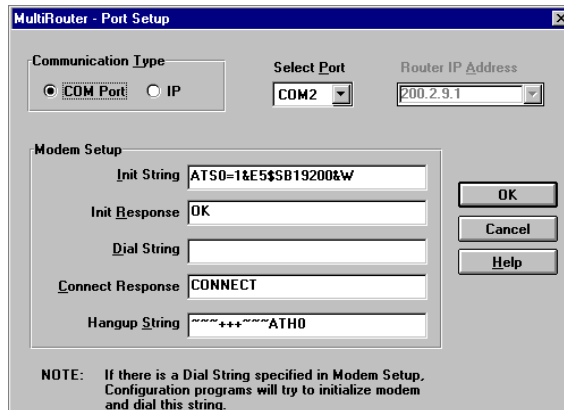 MultiRouter - Port Setup
Communication Type
COM Port IP
Select Port
COM2
Router IP Address
200.2.9.1
Modem Setup
Init String ATS0=1&E5$SB19200&W
Init Response OK
Dial String
Connect Response CONNECT
Hangup String ~~~+++~~~ATH0
OK
Cancel
Help
NOTE: If there is a Dial String specified in Modem Setup,
Configuration programs will try to initialize modem
and dial this string.